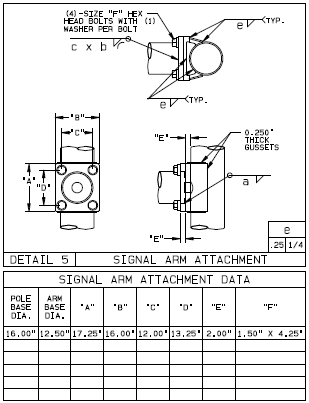 (4)-SIZE "F" HEX
HEAD BOLTS WITH (1)
WASHER PER BOLT
c x b
e
TYP.
e
TYP.
"B"
"C"
"A"
"D"
"E"
0.250"
THICK
GUSSETS
a
"E"
e
.25 1/4
DETAIL 5 SIGNAL ARM ATTACHMENT
SIGNAL ARM ATTACHMENT DATA
POLE BASE DIA. ARM BASE DIA. "A" "B" "C" "D" "E" "F"
16.00" 12.50" 17.25" 16.00" 12.00" 13.25" 2.00" 1.50" X 4.25"